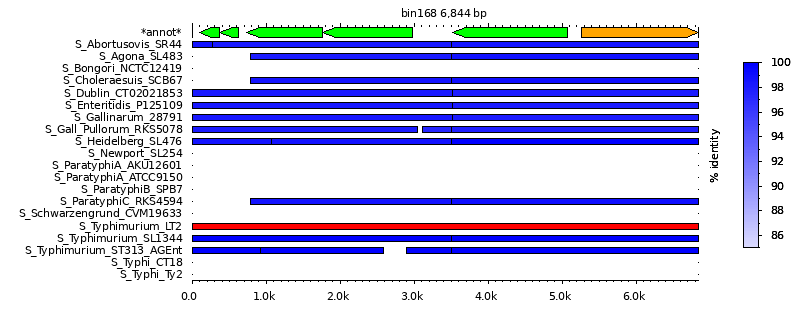 bin168 6,844 bp
*annot*
S_Abortusovis_SR44
S_Agona_SL483
S_Bongori_NCTC12419
S_Choleraesuis_SCB67
S_Dublin_CT02021853
S_Enteritidis_P125109
S_Gallinarum_28791
S_Gall_Pullorum_RKS5078
S_Heidelberg_SL476
S_Newport_SL254
S_ParatyphiA_AKU12601
S_ParatyphiA_ATCC9150
S_ParatyphiB_SPB7
S_ParatyphiC_RKS4594
S_Schwarzengrund_CVM19633
S_Typhimurium_LT2
S_Typhimurium_SL1344
S_Typhimurium_ST313_AGEnt
S_Typhi_CT18
S_Typhi_Ty2
0.0 1.0k 2.0k 3.0k 4.0k 5.0k 6.0k
100
98
96
94
92
90
88
86
% identity